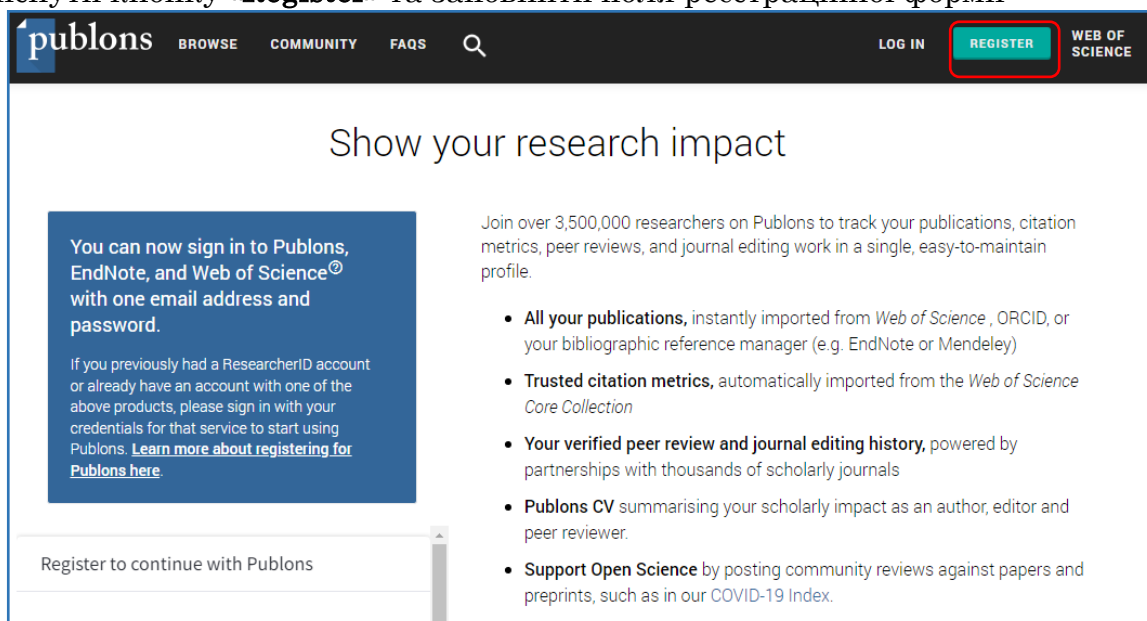 кнопку «Register» та заповнити поля реєстраційної форми
publons BROWSE COMMUNITY FAQS LOG IN REGISTER WEB OF
SCIENCE
Show your research impact
You can now sign in to Publons,
EndNote, and Web of Science?
with one email address and
password.
If you previously had a ResearcherID account
or already have an account with one of the
above products, please sign in with your
credentials for that service to start using
Publons. Learn more about registering for
Publons here.
Register to continue with Publons
Join over 3,500,000 researchers on Publons to track your publications, citation
metrics, peer reviews, and journal editing work in a single, easy-to-maintain
profile.
• All your publications, instantly imported from Web of Science , ORCID, or
your bibliographic reference manager (e.g. EndNote or Mendeley)
• Trusted citation metrics, automatically imported from the Web of Science
Core Collection
• Your verified peer review and journal editing history, powered by
partnerships with thousands of scholarly journals
• Publons CV summarising your scholarly impact as an author, editor and
peer reviewer.
• Support Open Science by posting community reviews against papers and
preprints, such as in our COVID-19 Index.